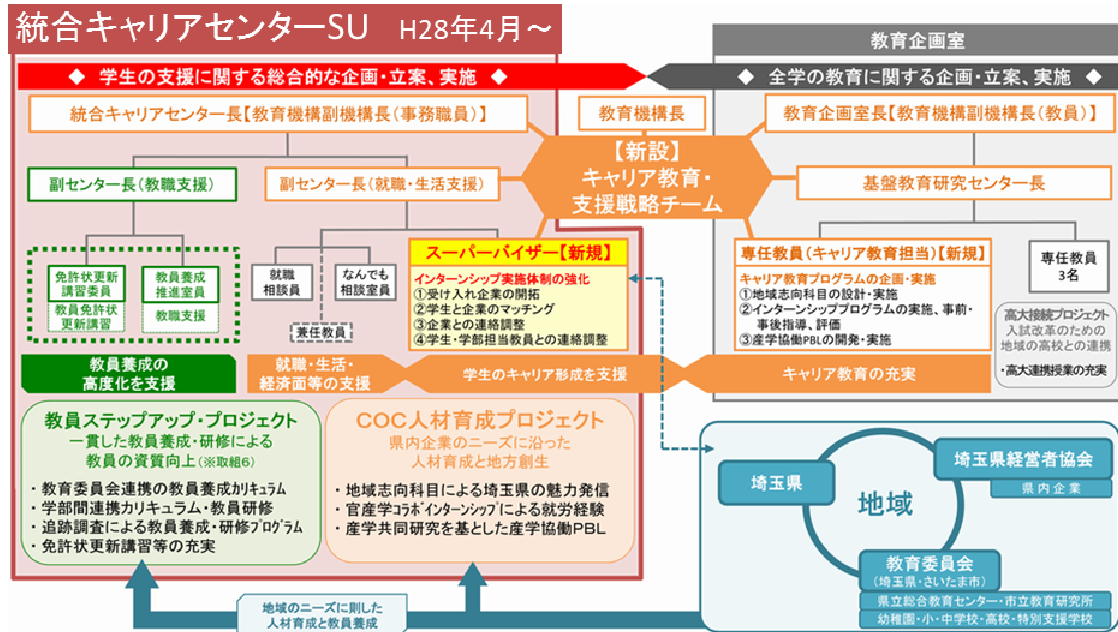 統合キャリアセンターSU H28年4月～
教育企画室
◆ 学生の支援に関する総合的な企画・立案、実施 ◆
◆ 全学の教育に関する企画・立案、実施 ◆
統合キャリアセンター長【教育機構副機構長(事務職員)】
教育機構長
教育企画室長【教育機構副機構長(教員)】
【新設】
キャリア教育・
支援戦略チーム
副センター長(教職支援)
副センター長(就職・生活支援)
基盤教育研究センター長
免許状更新
講習委員
教員免許状
更新講習
教員養成
推進室員
教職支援
就職
相談員
なんでも
相談室員
兼任教員
スーパーバイザー【新規】
インターンシップ実施体制の強化
①受け入れ企業の開拓
②学生と企業のマッチング
③企業との連絡調整
④学生・学部担当教員との連絡調整
専任教員(キャリア教育担当)【新規】
キャリア教育プログラムの企画・実施
①地域志向科目の設計・実施
②インターンシッププログラムの実施、事前・
事後指導、評価
③産学協働PBLの開発・実施
専任教員
3名
高大接続プロジェクト
入試改革のための
地域の高校との連携
・高大連携授業の充実
教員養成の
高度化を支援
就職・生活・
経済面等の支援
学生のキャリア形成を支援
キャリア教育の充実
教員ステップアップ・プロジェクト
一貫した教員養成・研修による
教員の資質向上(※取組6)
・教育委員会連携の教員養成カリキュラム
・学部間連携カリキュラム・教員研修
・追跡調査による教員養成・研修プログラム
・免許状更新講習等の充実
COC人材育成プロジェクト
県内企業のニーズに沿った
人材育成と地方創生
・地域志向科目による埼玉県の魅力発信
・官産学コラボインターンシップによる就労経験
・産学共同研究を基とした産学協働PBL
埼玉県
地域
埼玉県経営者協会
県内企業
教育委員会
(埼玉県・さいたま市)
県立総合教育センター・市立教育研究所
幼稚園・小・中学校・高校・特別支援学校
地域のニーズに則した
人材育成と教員養成